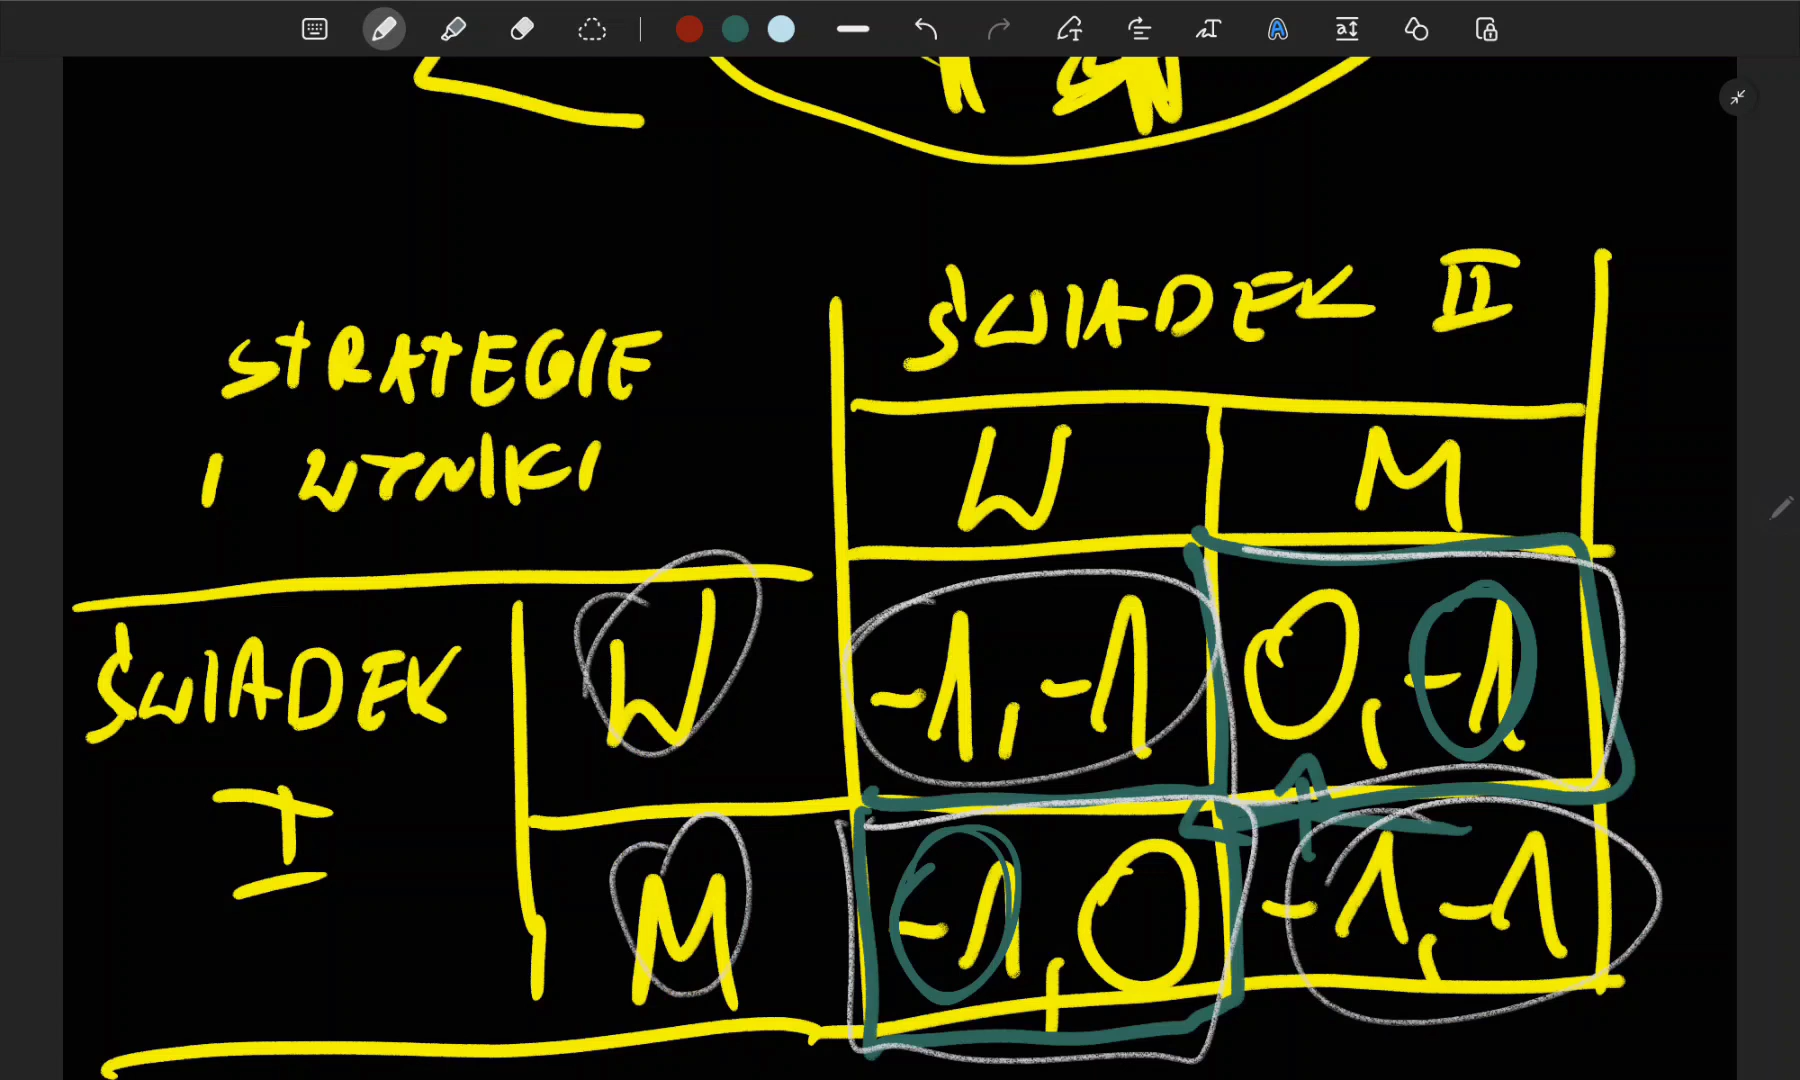 ŚWIADEK II
STRATEGIE
I WYNIKI
W M
ŚWIADEK I
W -1,-1 0,-1
M -1,0 -1,-1